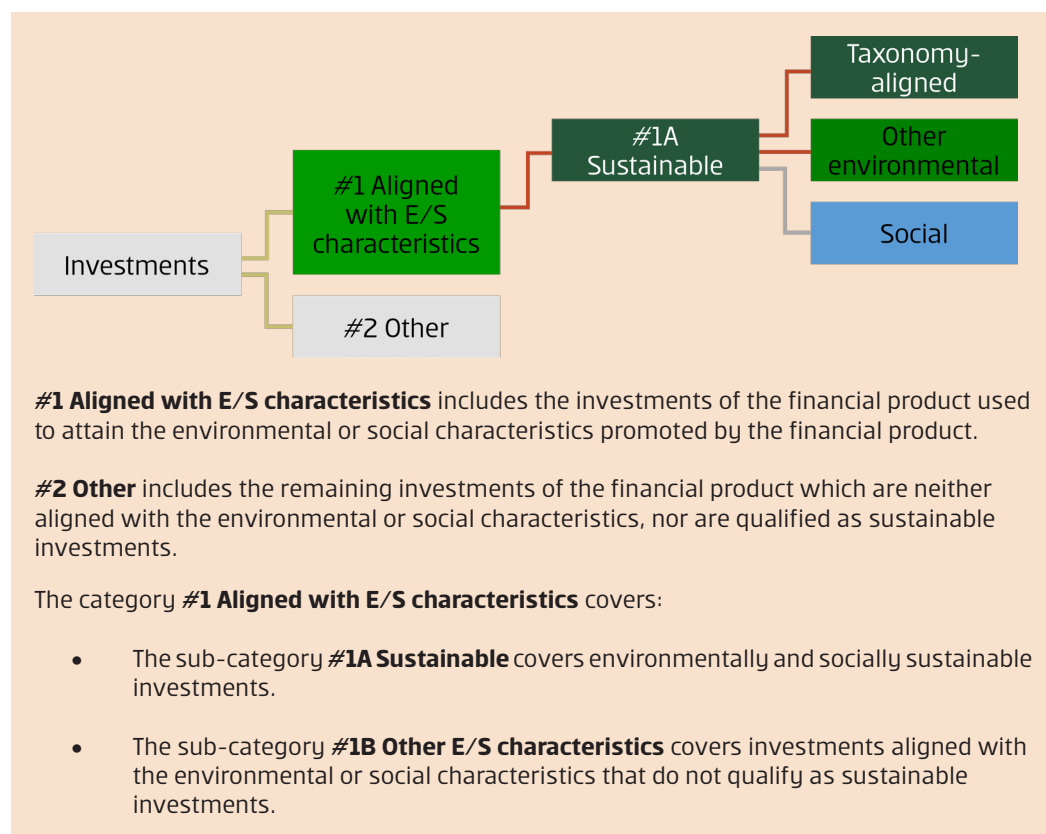 Taxonomy-
aligned
#1A
Sustainable
Other
environmental
#1 Aligned
with E/S
characteristics
Social
Investments
#2 Other
#1 Aligned with E/S characteristics includes the investments of the financial product used
to attain the environmental or social characteristics promoted by the financial product.
#2 Other includes the remaining investments of the financial product which are neither
aligned with the environmental or social characteristics, nor are qualified as sustainable
investments.
The category #1 Aligned with E/S characteristics covers:
• The sub-category #1A Sustainable covers environmentally and socially sustainable
investments.
• The sub-category #1B Other E/S characteristics covers investments aligned with
the environmental or social characteristics that do not qualify as sustainable
investments.